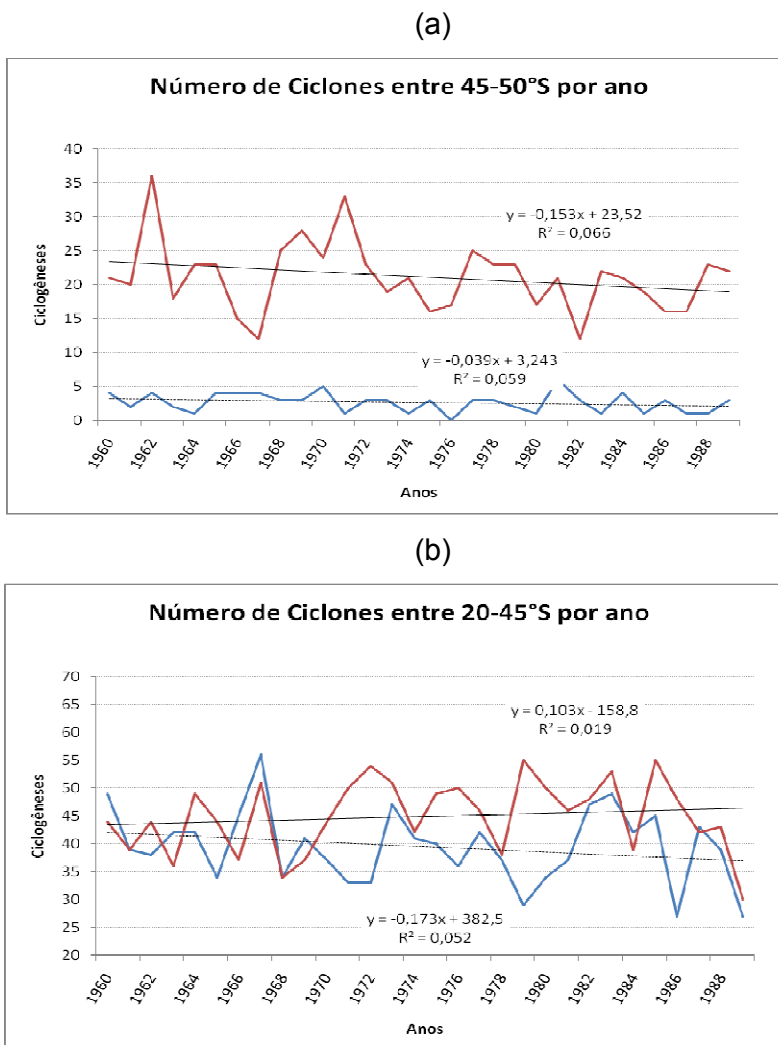 (a)
Número de Ciclones entre 45-50°S por ano
40
35
30
25
20
15
10
5
0
Ciclogêneses
y = -0,153x + 23,52
R² = 0,066
y = -0,039x + 3,243
R² = 0,059
1960 1962 1964 1966 1968 1970 1972 1974 1976 1978 1980 1982 1984 1986 1988
Anos
(b)
Número de Ciclones entre 20-45°S por ano
70
65
60
55
50
45
40
35
30
25
20
Ciclogêneses
y = 0,103x - 158,8
R² = 0,019
y = -0,173x + 382,5
R² = 0,052
1960 1962 1964 1966 1968 1970 1972 1974 1976 1978 1980 1982 1984 1986 1988
Anos